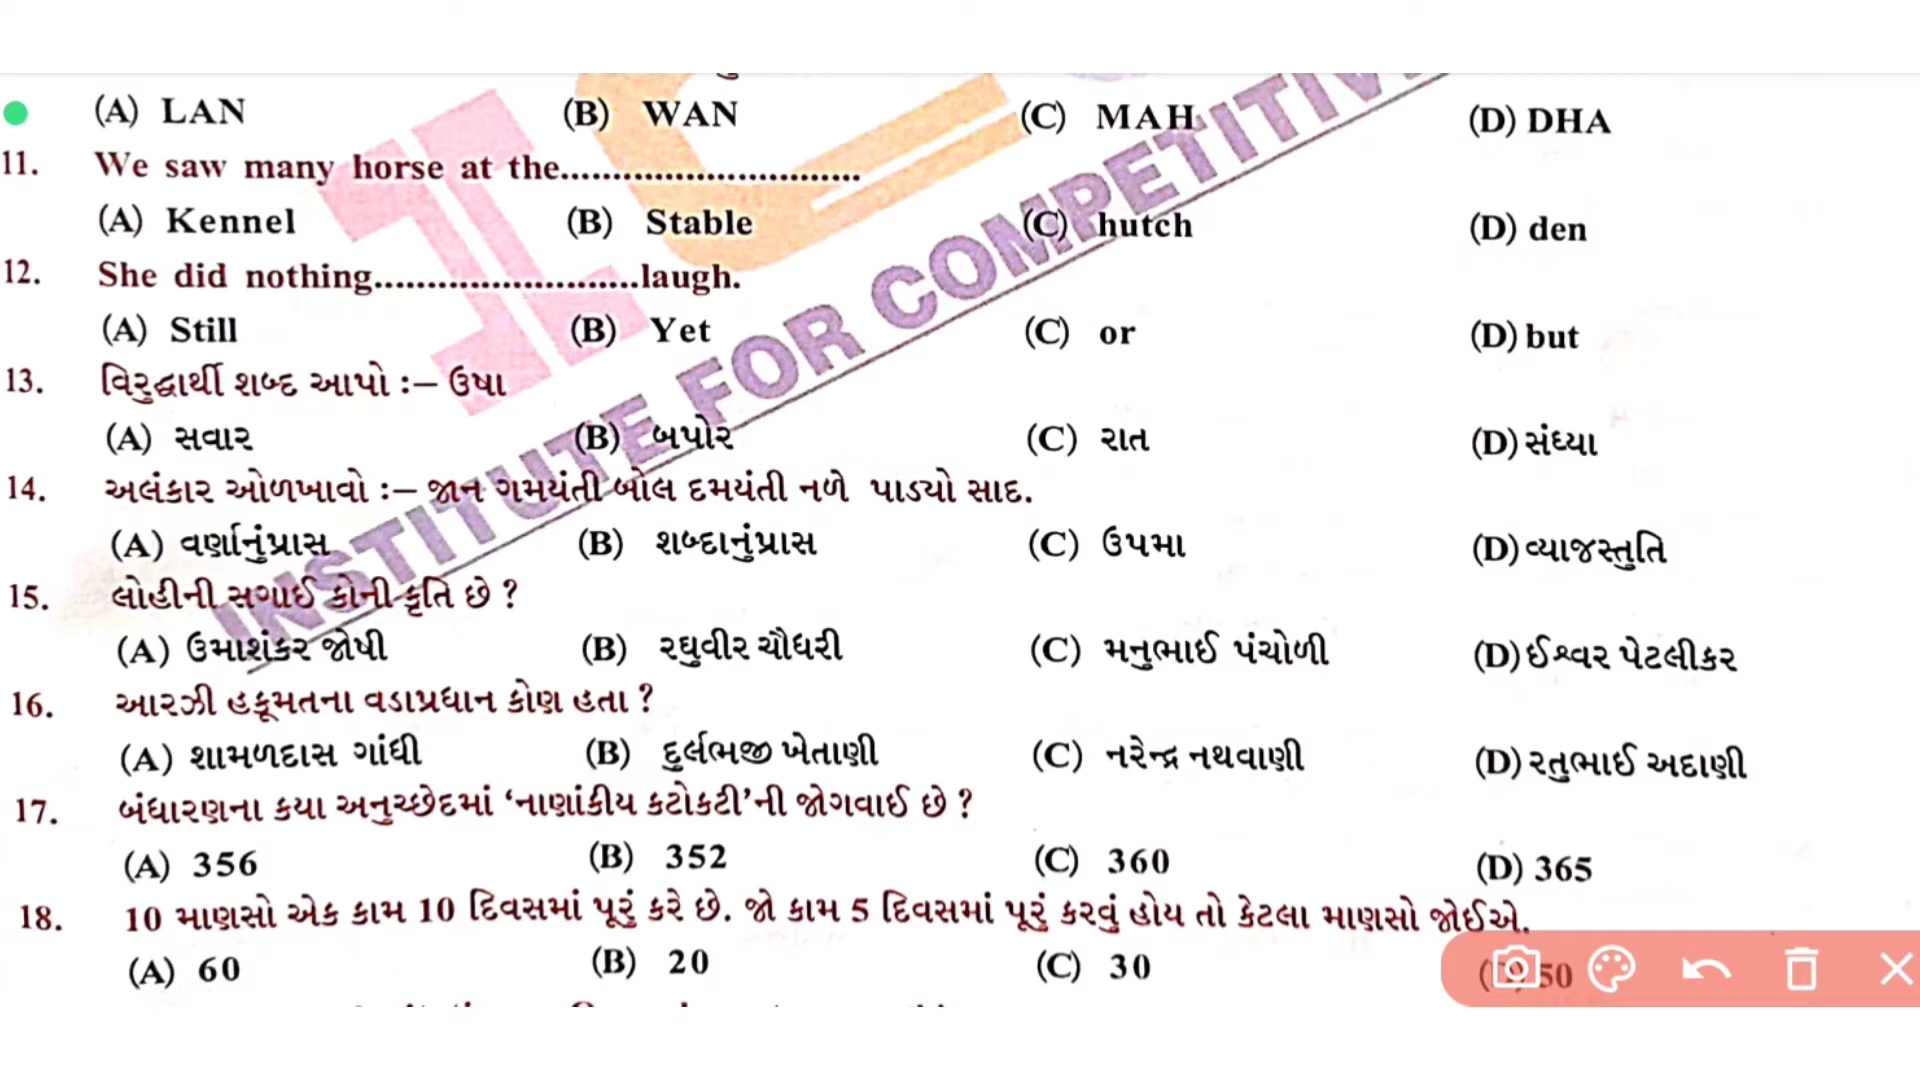 (A) LAN (B) WAN (C) MAH (D) DHA
11. We saw many horse at the............................
(A) Kennel (B) Stable (C) hutch (D) den
12. She did nothing.........................laugh.
(A) Still (B) Yet (C) or (D) but
13. વિરુદ્ધાર્થી શબ્દ આપો :– ઉષા
(A) સવાર (B) બપોર (C) રાત (D) સંધ્યા
14. અલંકાર ઓળખાવો :– જાન ગમયંતી બોલ દમયંતી નળે પાડ્યો સાદ.
(A) વર્ણાનુંપ્રાસ (B) શબ્દાનુંપ્રાસ (C) ઉપમા (D) વ્યાજસ્તુતિ
15. લોહીની સગાઈ કોની કૃતિ છે ?
(A) ઉમાશંકર જોષી (B) રઘુવીર ચૌધરી (C) મનુભાઈ પંચોળી (D) ઈશ્વર પેટલીકર
16. આરઝી હકૂમતના વડાપ્રધાન કોણ હતા ?
(A) શામળદાસ ગાંધી (B) દુર્લભજી ખેતાણી (C) નરેન્દ્ર નથવાણી (D) રતુભાઈ અદાણી
17. બંધારણના કયા અનુચ્છેદમાં ‘નાણાંકીય કટોકટી’ની જોગવાઈ છે ?
(A) 356 (B) 352 (C) 360 (D) 365
18. 10 માણસો એક કામ 10 દિવસમાં પૂરું કરે છે. જો કામ 5 દિવસમાં પૂરું કરવું હોય તો કેટલા માણસો જોઈએ.
(A) 60 (B) 20 (C) 30 (D) 50
INSTITUTE FOR COMPETITIV